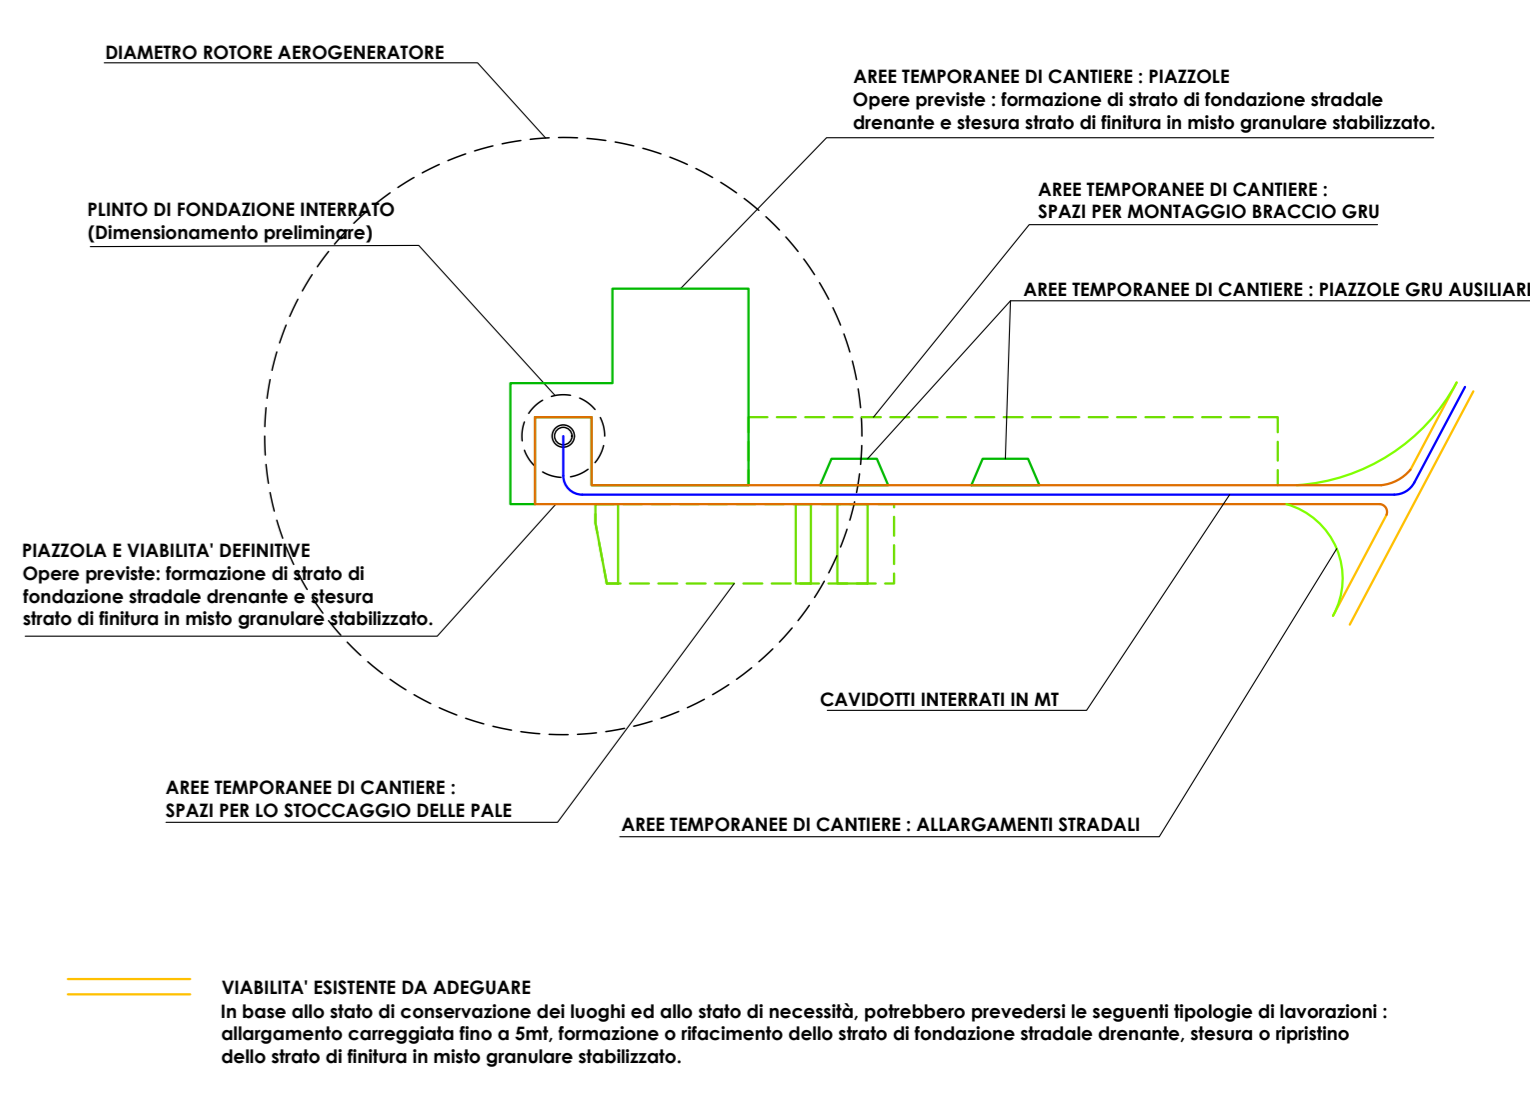 DIAMETRO ROTORE AEROGENERATORE
AREE TEMPORANEE DI CANTIERE : PIAZZOLE
Opere previste : formazione di strato di fondazione stradale
drenante e stesura strato di finitura in misto granulare stabilizzato.
AREE TEMPORANEE DI CANTIERE :
SPAZI PER MONTAGGIO BRACCIO GRU
PLINTO DI FONDAZIONE INTERRATO
(Dimensionamento preliminare)
AREE TEMPORANEE DI CANTIERE : PIAZZOLE GRU AUSILIARI
PIAZZOLA E VIABILITA' DEFINITIVE
Opere previste: formazione di strato di
fondazione stradale drenante e stesura
strato di finitura in misto granulare stabilizzato.
CAVIDOTTI INTERRATI IN MT
AREE TEMPORANEE DI CANTIERE :
SPAZI PER LO STOCCAGGIO DELLE PALE
AREE TEMPORANEE DI CANTIERE : ALLARGAMENTI STRADALI
VIABILITA' ESISTENTE DA ADEGUARE
In base allo stato di conservazione dei luoghi ed allo stato di necessità, potrebbero prevedersi le seguenti tipologie di lavorazioni :
allargamento carreggiata fino a 5mt, formazione o rifacimento dello strato di fondazione stradale drenante, stesura o ripristino
dello strato di finitura in misto granulare stabilizzato.